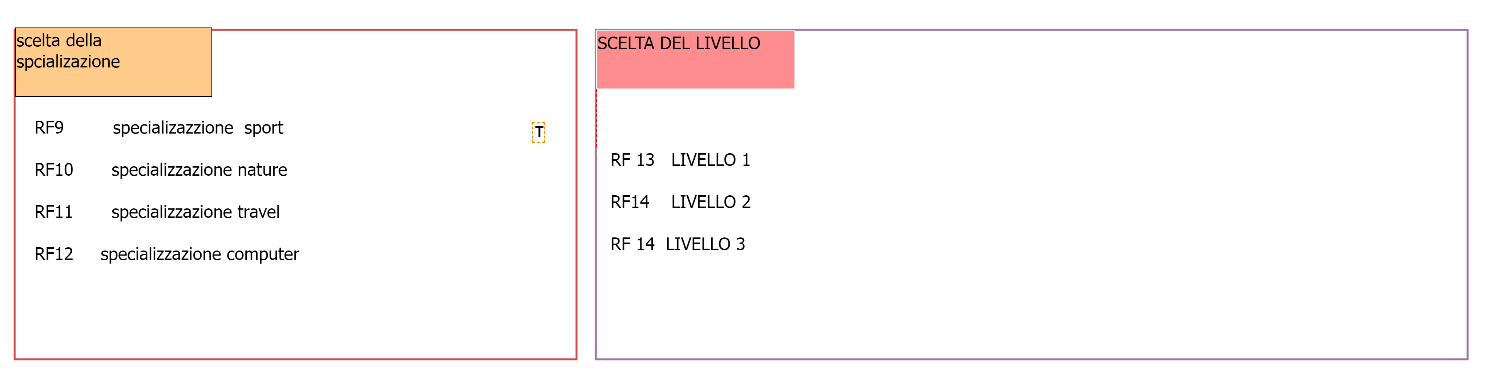 scelta della
spcializazione
RF9 specializazzione sport
T
RF10 specializzazione nature
RF11 specializzazione travel
RF12 specializzazione computer
SCELTA DEL LIVELLO
RF 13 LIVELLO 1
RF14 LIVELLO 2
RF 14 LIVELLO 3